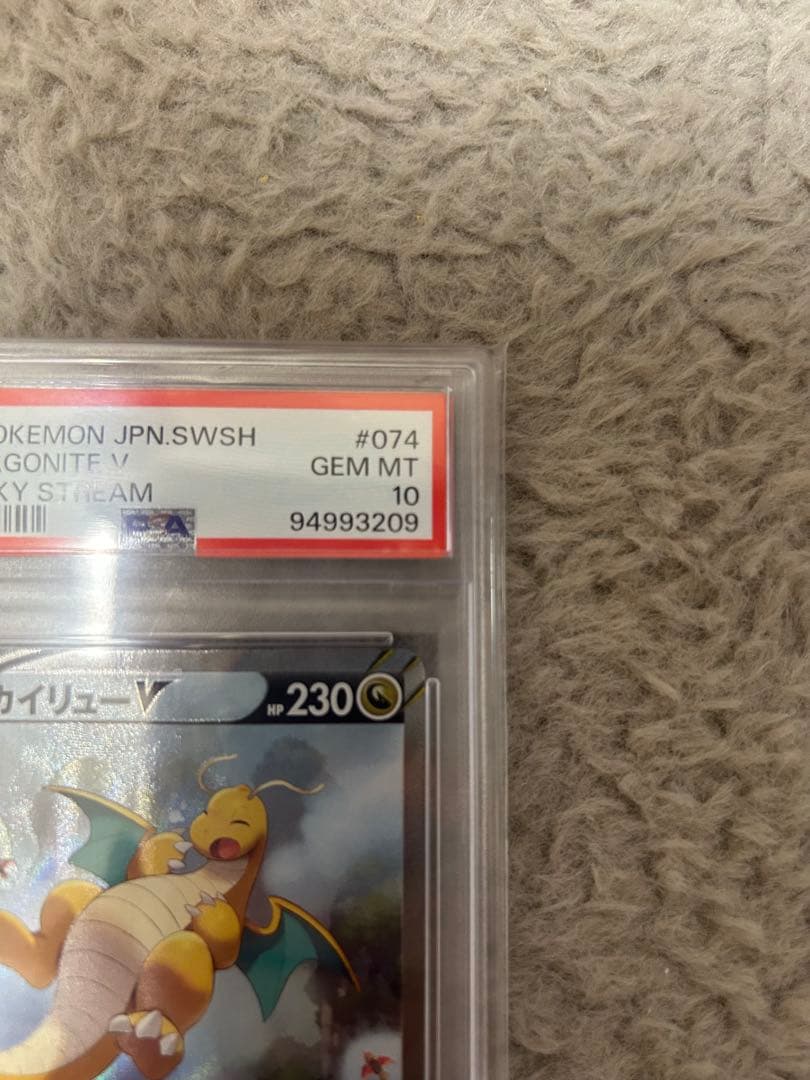 OKEMON JPN.SWSH #074
AGONITE V GEM MT
KY STREAM 10
PSA 94993209
カイリューV HP 230